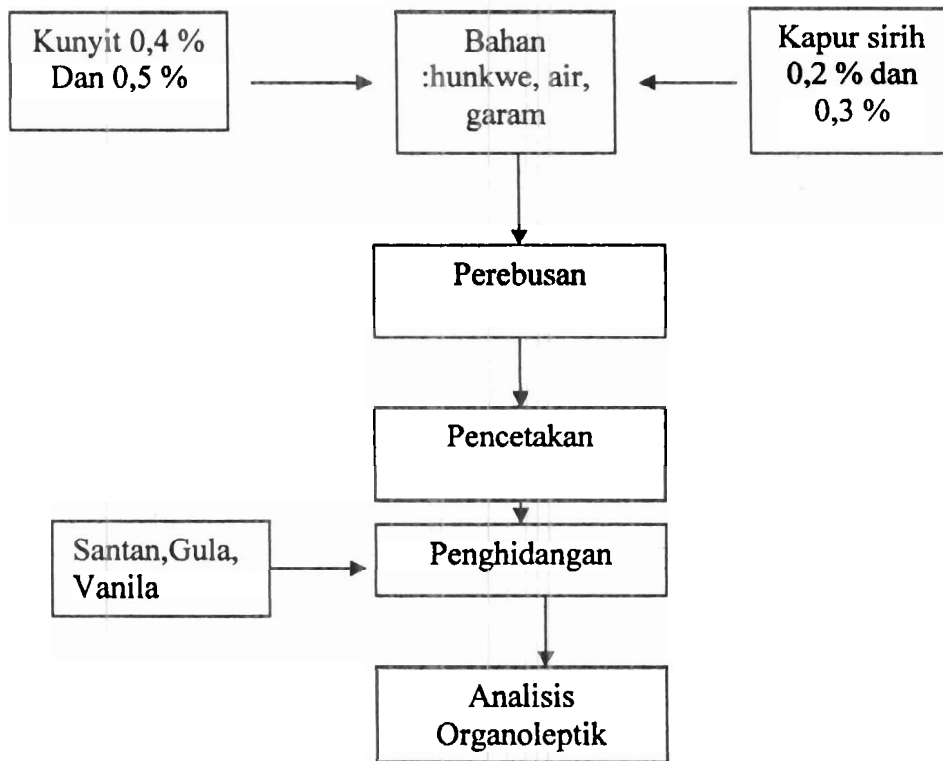 Kunyit 0,4 %
Dan 0,5 %
Bahan
:hunkwe, air,
garam
Kapur sirih
0,2 % dan
0,3 %
Perebusan
Pencetakan
Santan,Gula,
Vanila
Penghidangan
Analisis
Organoleptik